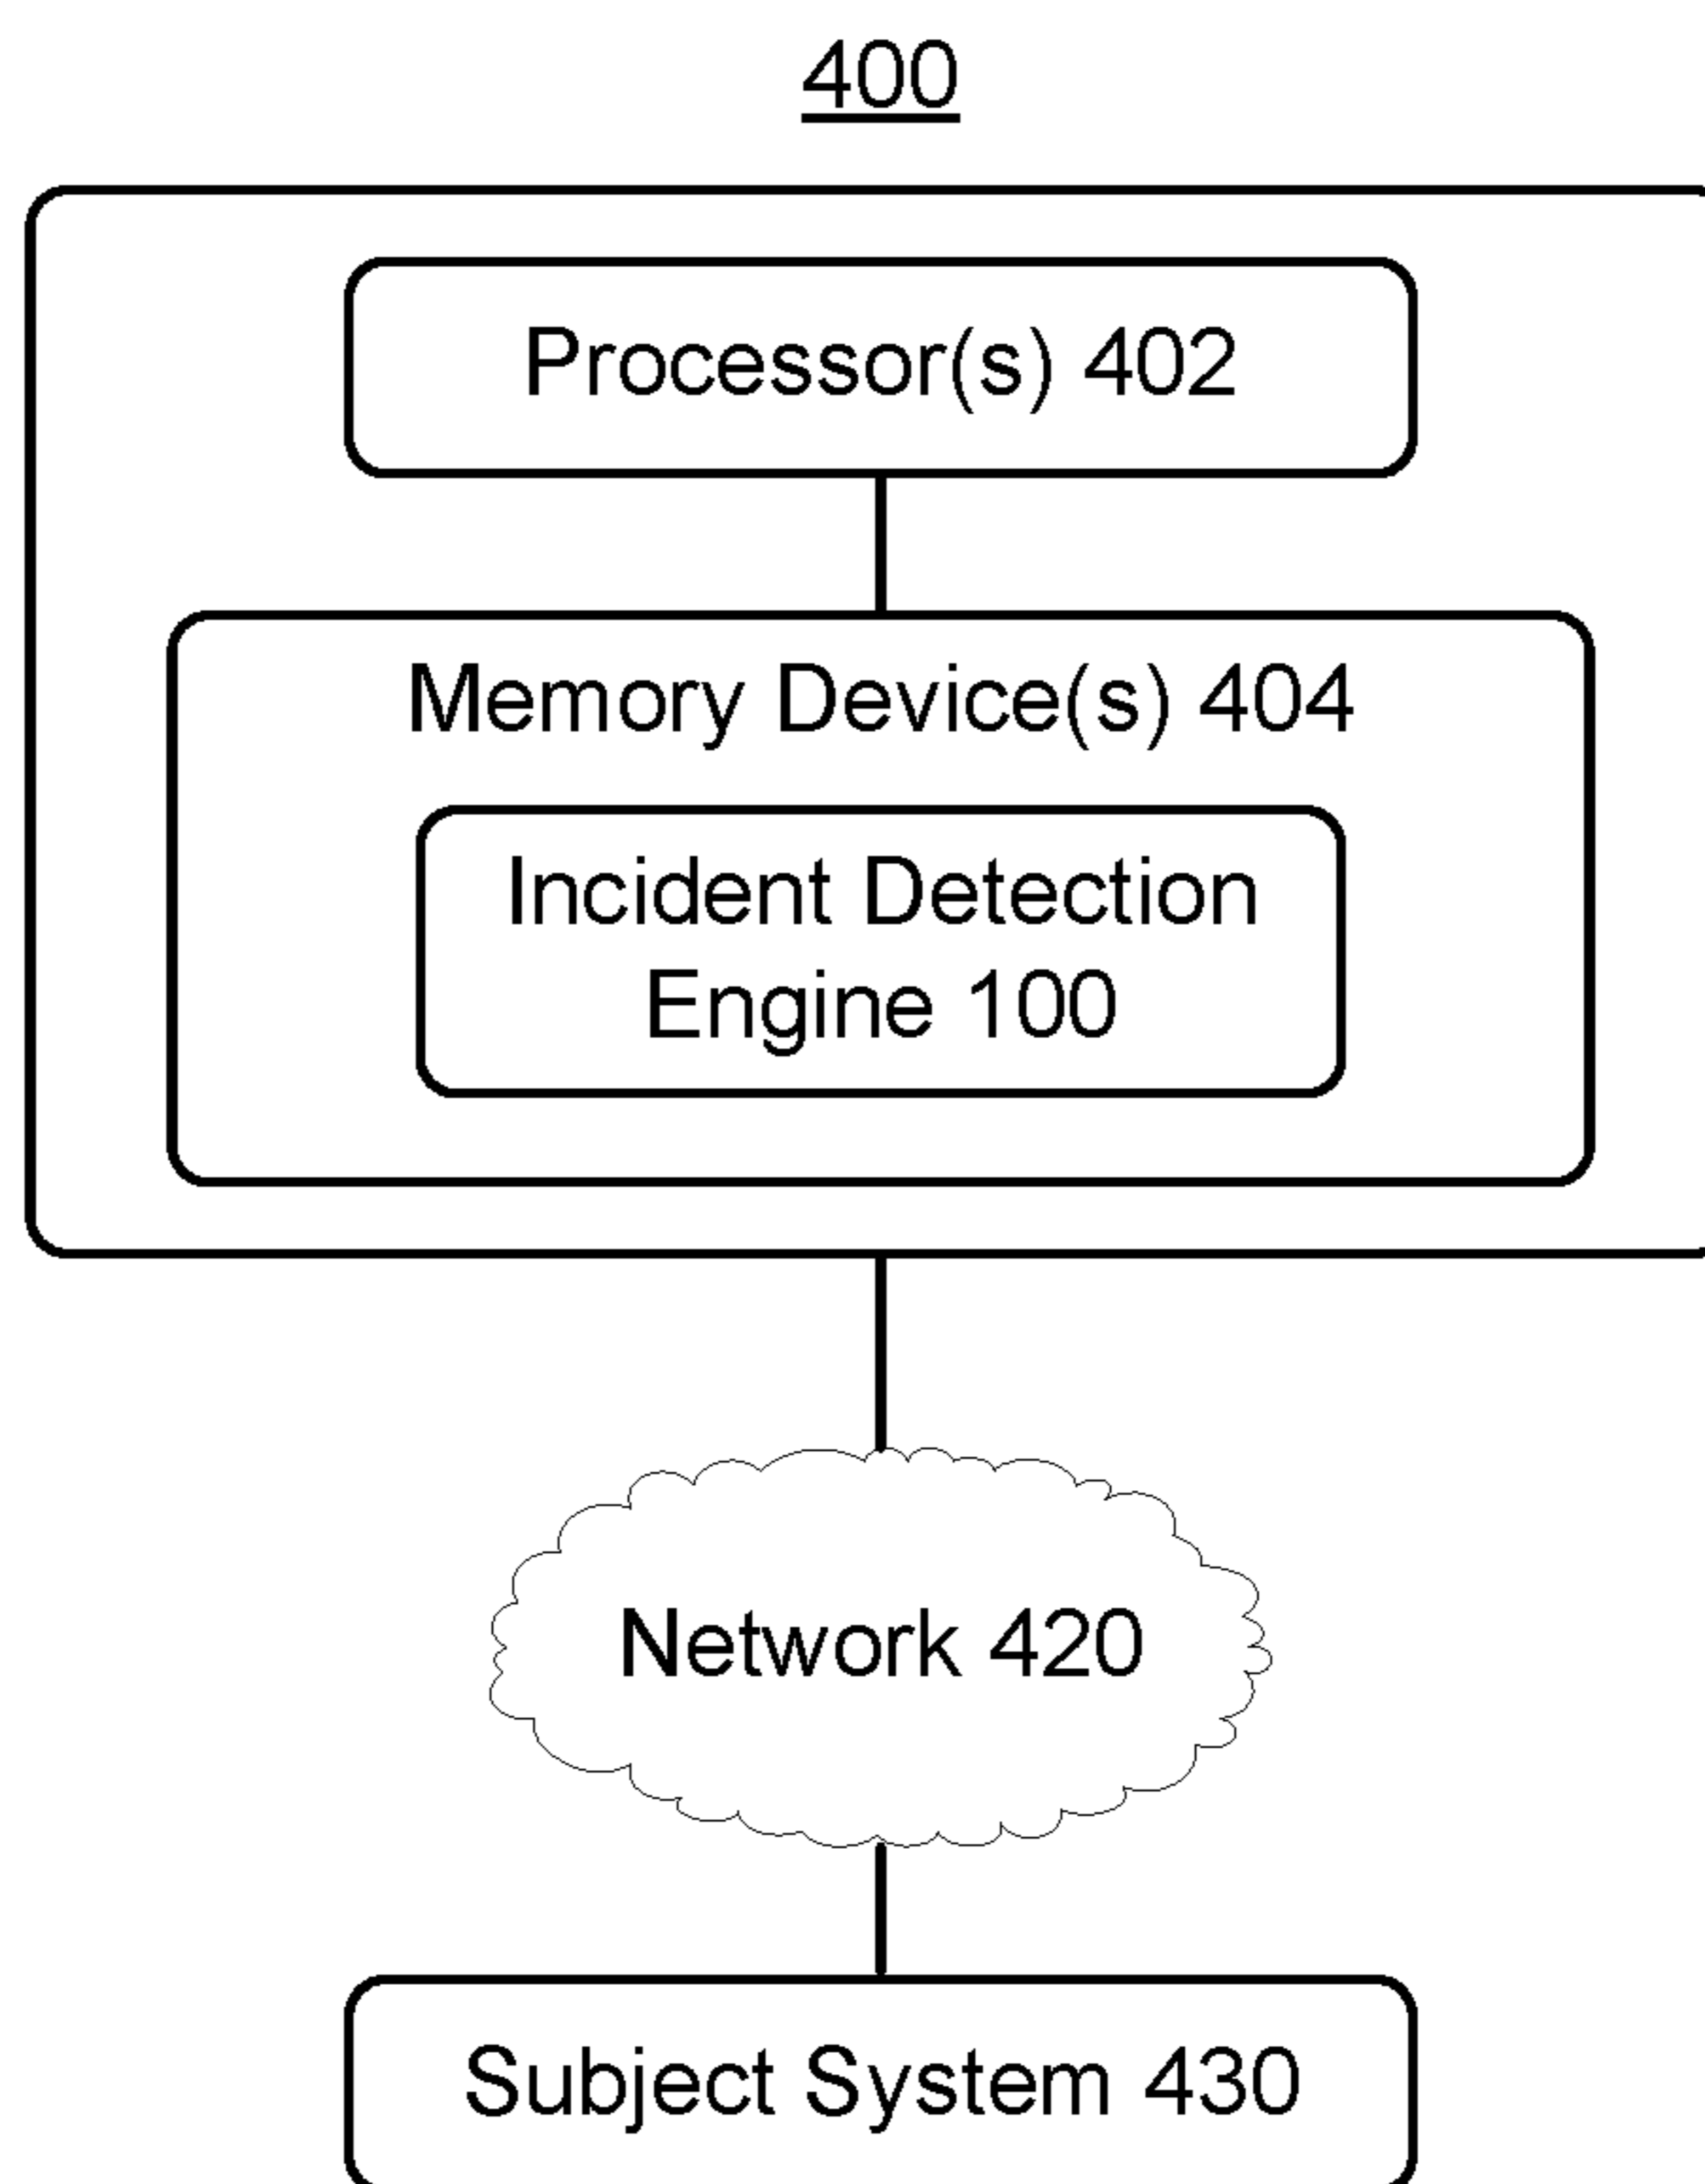 400
Processor(s) 402
Memory Device(s) 404
Incident Detection
Engine 100
Network 420
Subject System 430